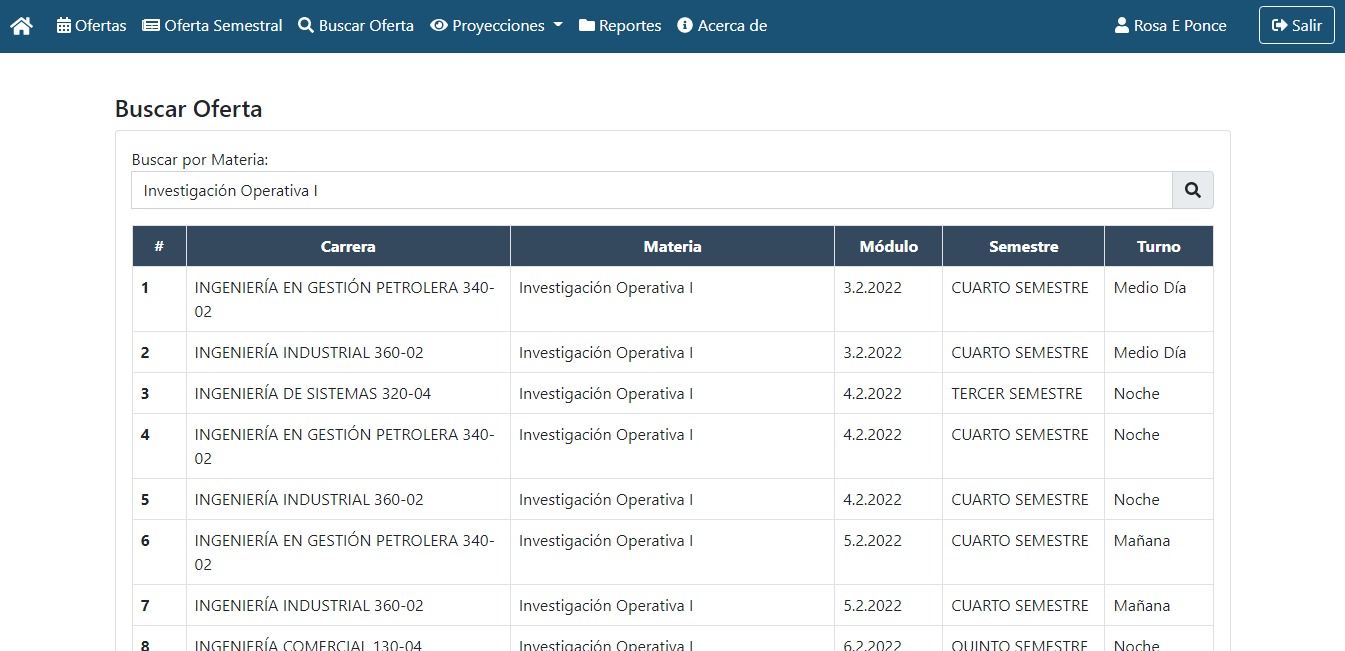 Ofertas Oferta Semestral Buscar Oferta Proyecciones Reportes Acerca de Rosa E Ponce Salir
Buscar Oferta
Buscar por Materia:
Investigación Operativa I
# Carrera Materia Módulo Semestre Turno
1 INGENIERÍA EN GESTIÓN PETROLERA 340- Investigación Operativa I 3.2.2022 CUARTO SEMESTRE Medio Día
02
2 INGENIERÍA INDUSTRIAL 360-02 Investigación Operativa I 3.2.2022 CUARTO SEMESTRE Medio Día
3 INGENIERÍA DE SISTEMAS 320-04 Investigación Operativa I 4.2.2022 TERCER SEMESTRE Noche
4 INGENIERÍA EN GESTIÓN PETROLERA 340- Investigación Operativa I 4.2.2022 CUARTO SEMESTRE Noche
02
5 INGENIERÍA INDUSTRIAL 360-02 Investigación Operativa I 4.2.2022 CUARTO SEMESTRE Noche
6 INGENIERÍA EN GESTIÓN PETROLERA 340- Investigación Operativa I 5.2.2022 CUARTO SEMESTRE Mañana
02
7 INGENIERÍA INDUSTRIAL 360-02 Investigación Operativa I 5.2.2022 CUARTO SEMESTRE Mañana
8 INGENIERÍA COMERCIAL 130-04 Investigación Operativa I 6.2.2022 QUINTO SEMESTRE Noche